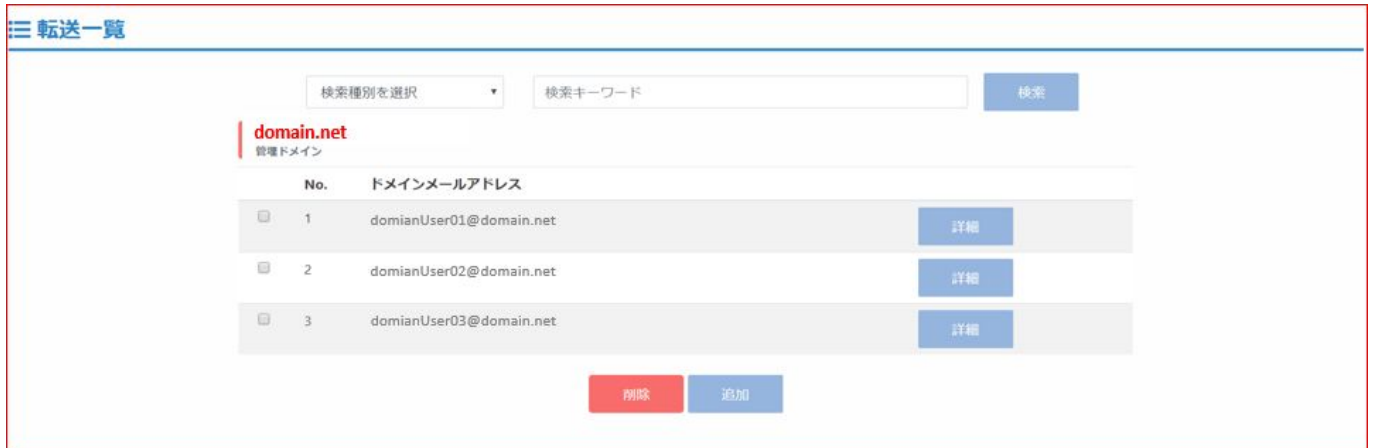 転送一覧
検索種別を選択 検索キーワード 検索
domain.net
管理ドメイン
No. ドメインメールアドレス
1 domianUser01@domain.net 詳細
2 domianUser02@domain.net 詳細
3 domianUser03@domain.net 詳細
削除 追加